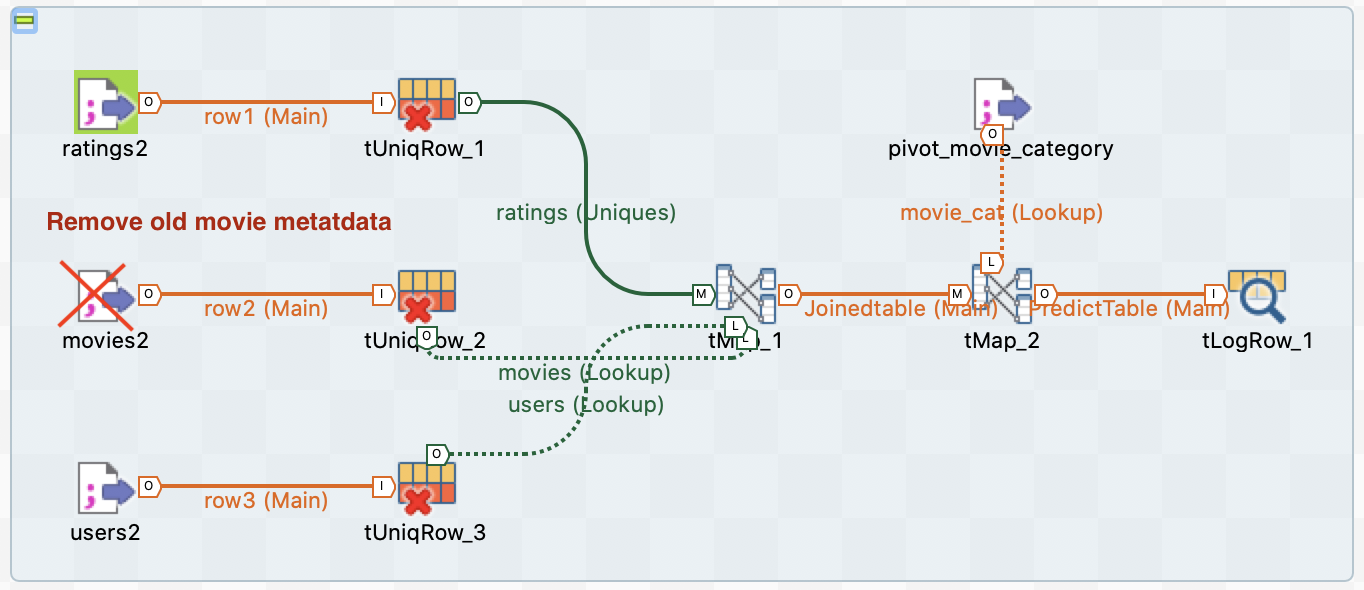 O
row1 (Main)
I
O
ratings2
tUniqRow_1
O
pivot_movie_category
ratings (Uniques)
movie_cat (Lookup)
Remove old movie metatdata
L
O
row2 (Main)
I
M
O
Joinedtable (Main)
M
O
PredictTable (Main)
I
movies2
O
tUniqRow_2
L
L
tMap_1
tMap_2
tLogRow_1
movies (Lookup)
users (Lookup)
O
O
row3 (Main)
I
users2
tUniqRow_3